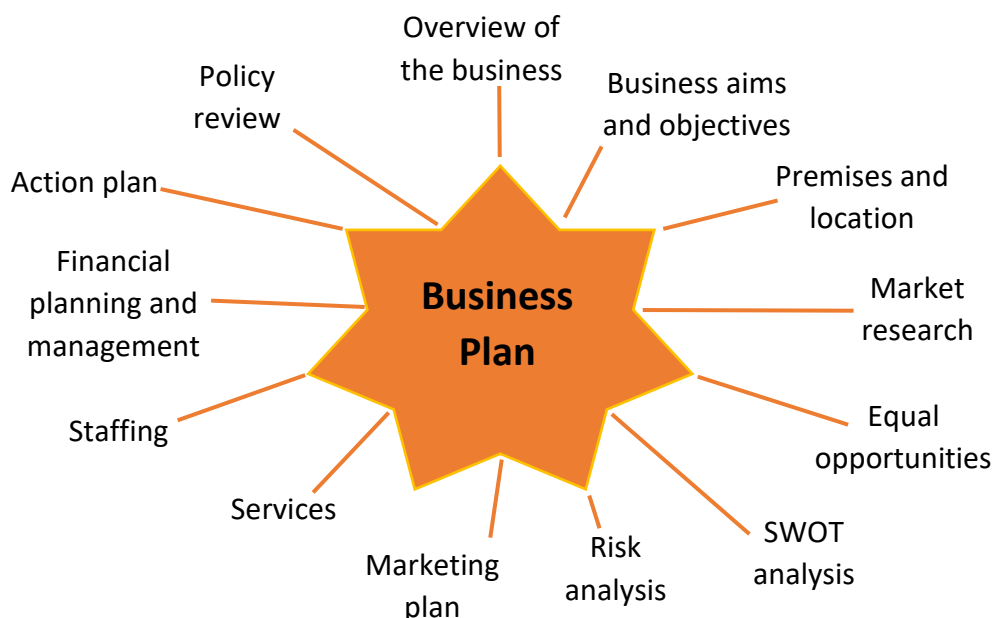 Overview of
the business
Business aims
and objectives
Premises and
location
Market
research
Equal
opportunities
SWOT
analysis
Risk
analysis
Marketing
plan
Services
Staffing
Financial
planning and
management
Action plan
Policy
review
Business
Plan